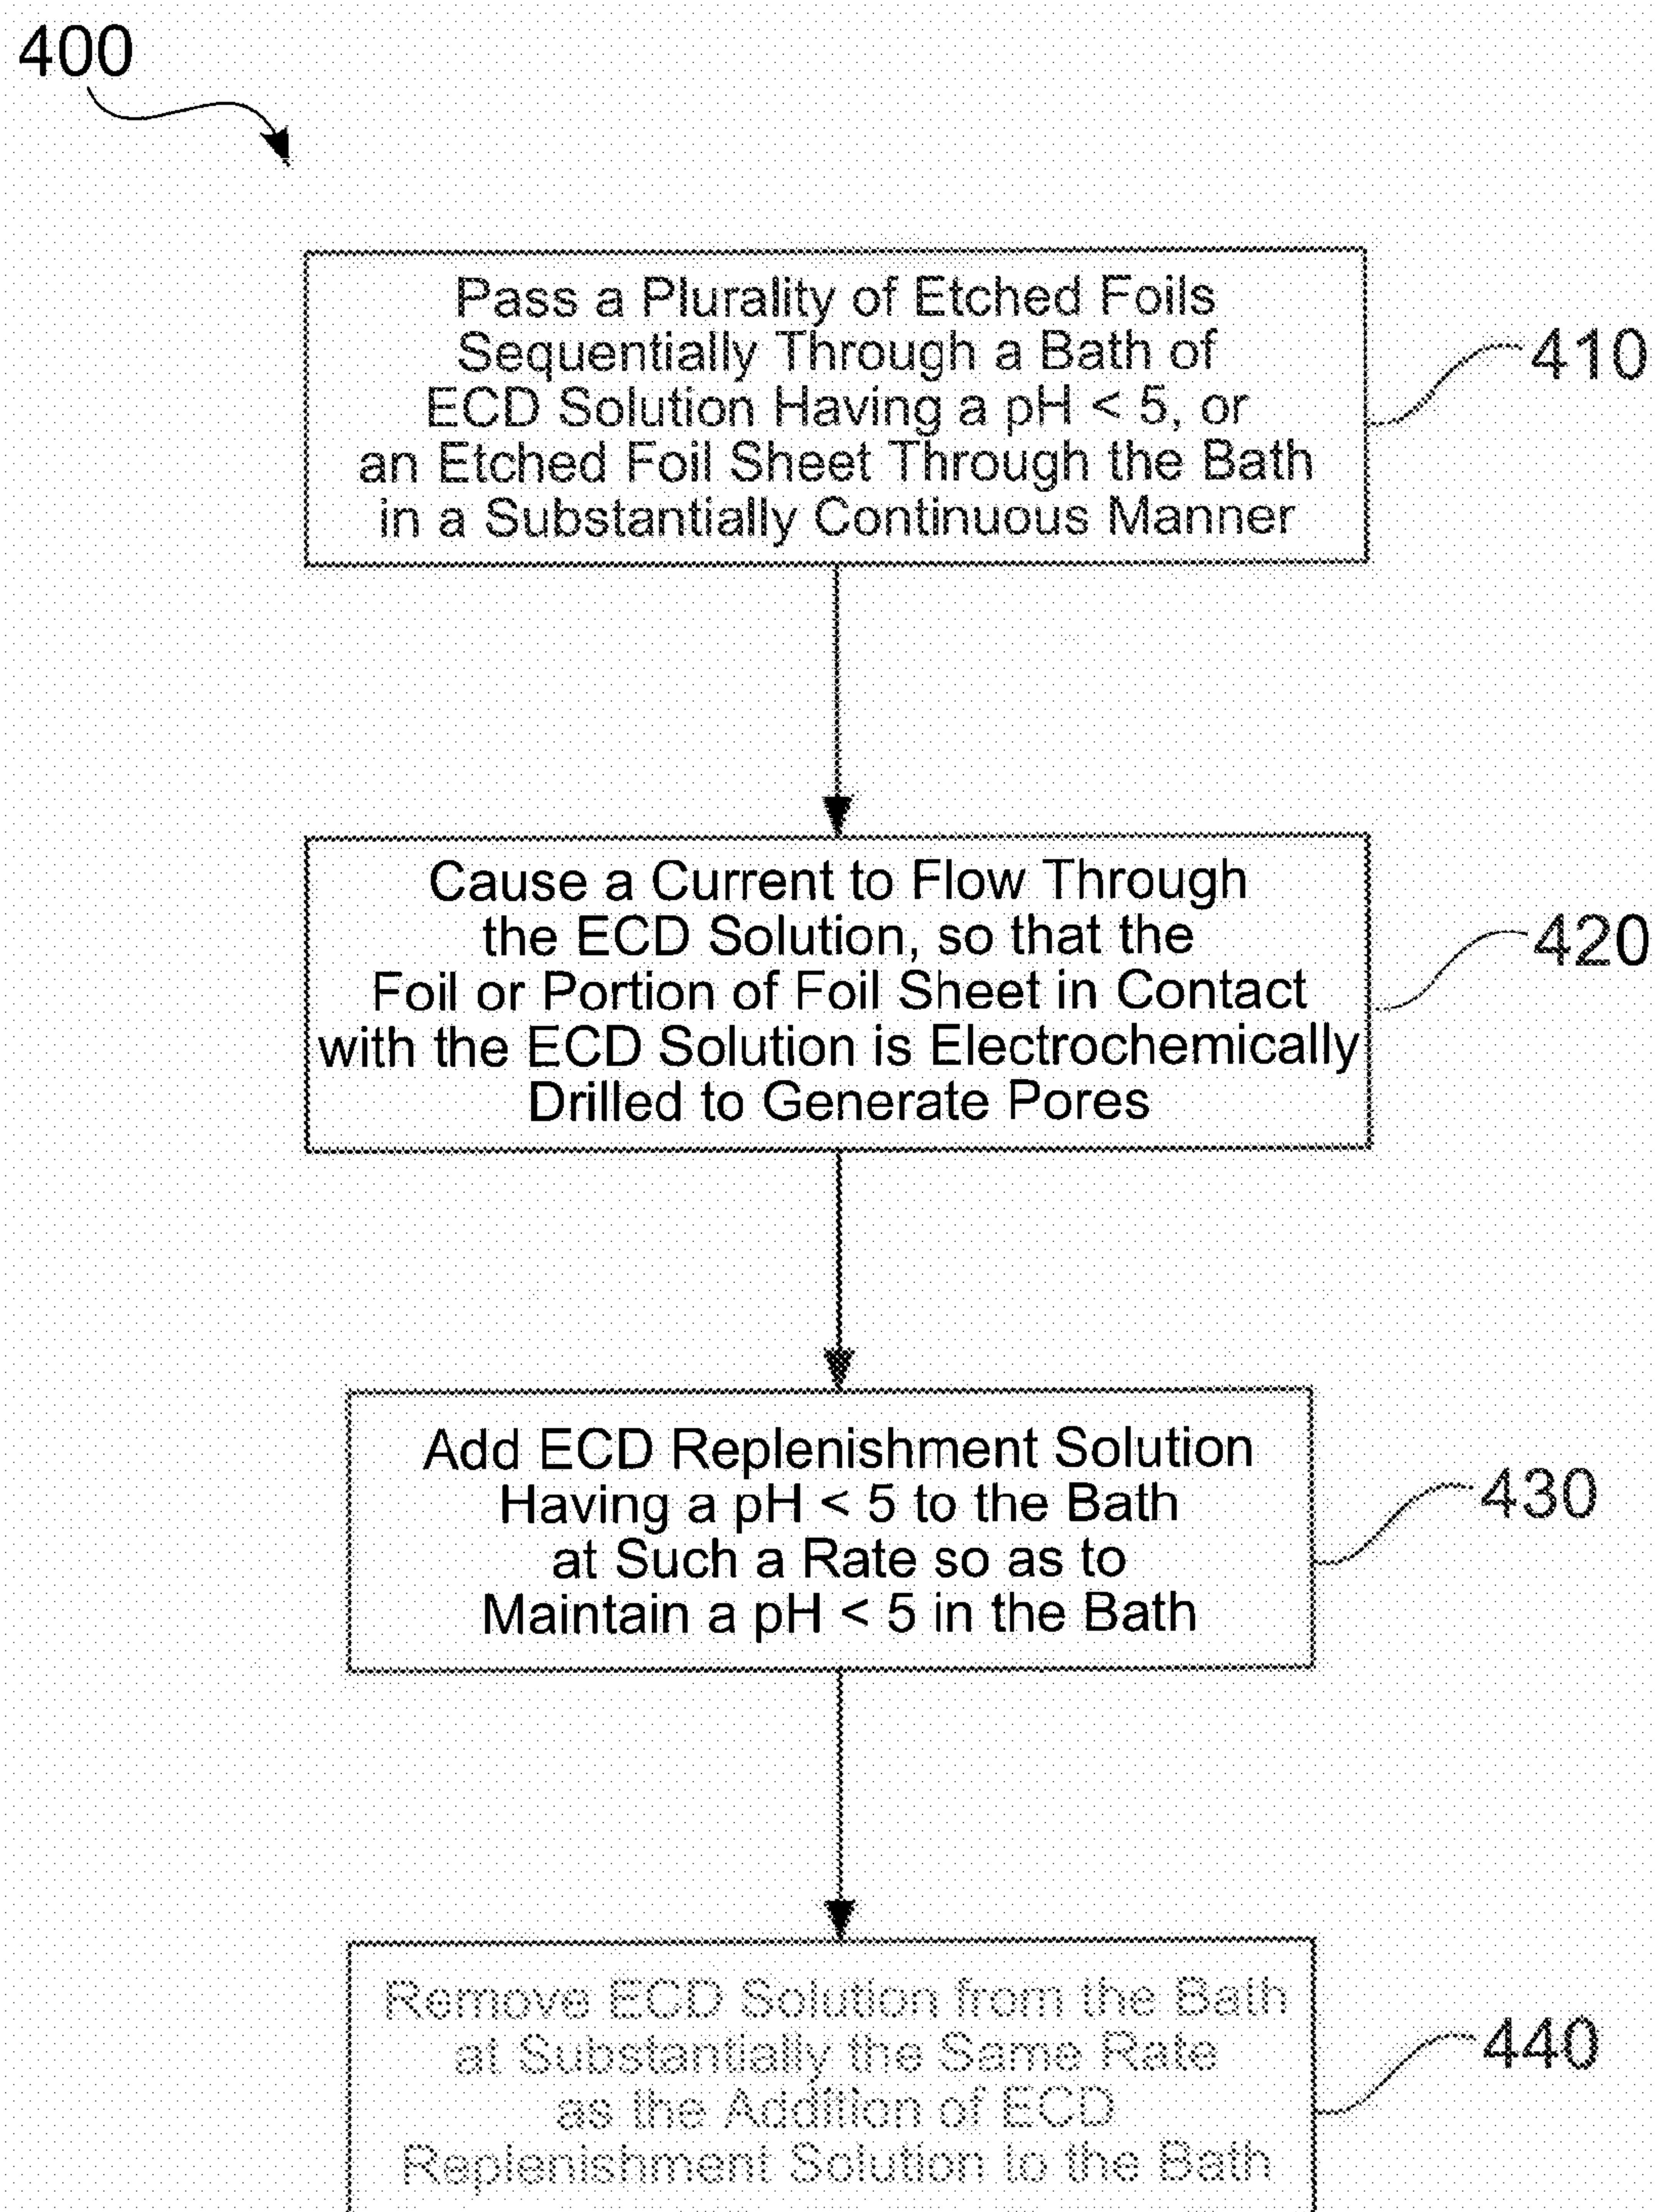 400
Pass a Plurality of Etched Foils
Sequentially Through a Bath of
ECD Solution Having a pH < 5, or
an Etched Foil Sheet Through the Bath
in a Substantially Continuous Manner
410
Cause a Current to Flow Through
the ECD Solution, so that the
Foil or Portion of Foil Sheet in Contact
with the ECD Solution is Electrochemically
Drilled to Generate Pores
420
Add ECD Replenishment Solution
Having a pH < 5 to the Bath
at Such a Rate so as to
Maintain a pH < 5 in the Bath
430
Remove ECD Solution from the Bath
at Substantially the Same Rate
as the Addition of ECD
Replenishment Solution to the Bath
440